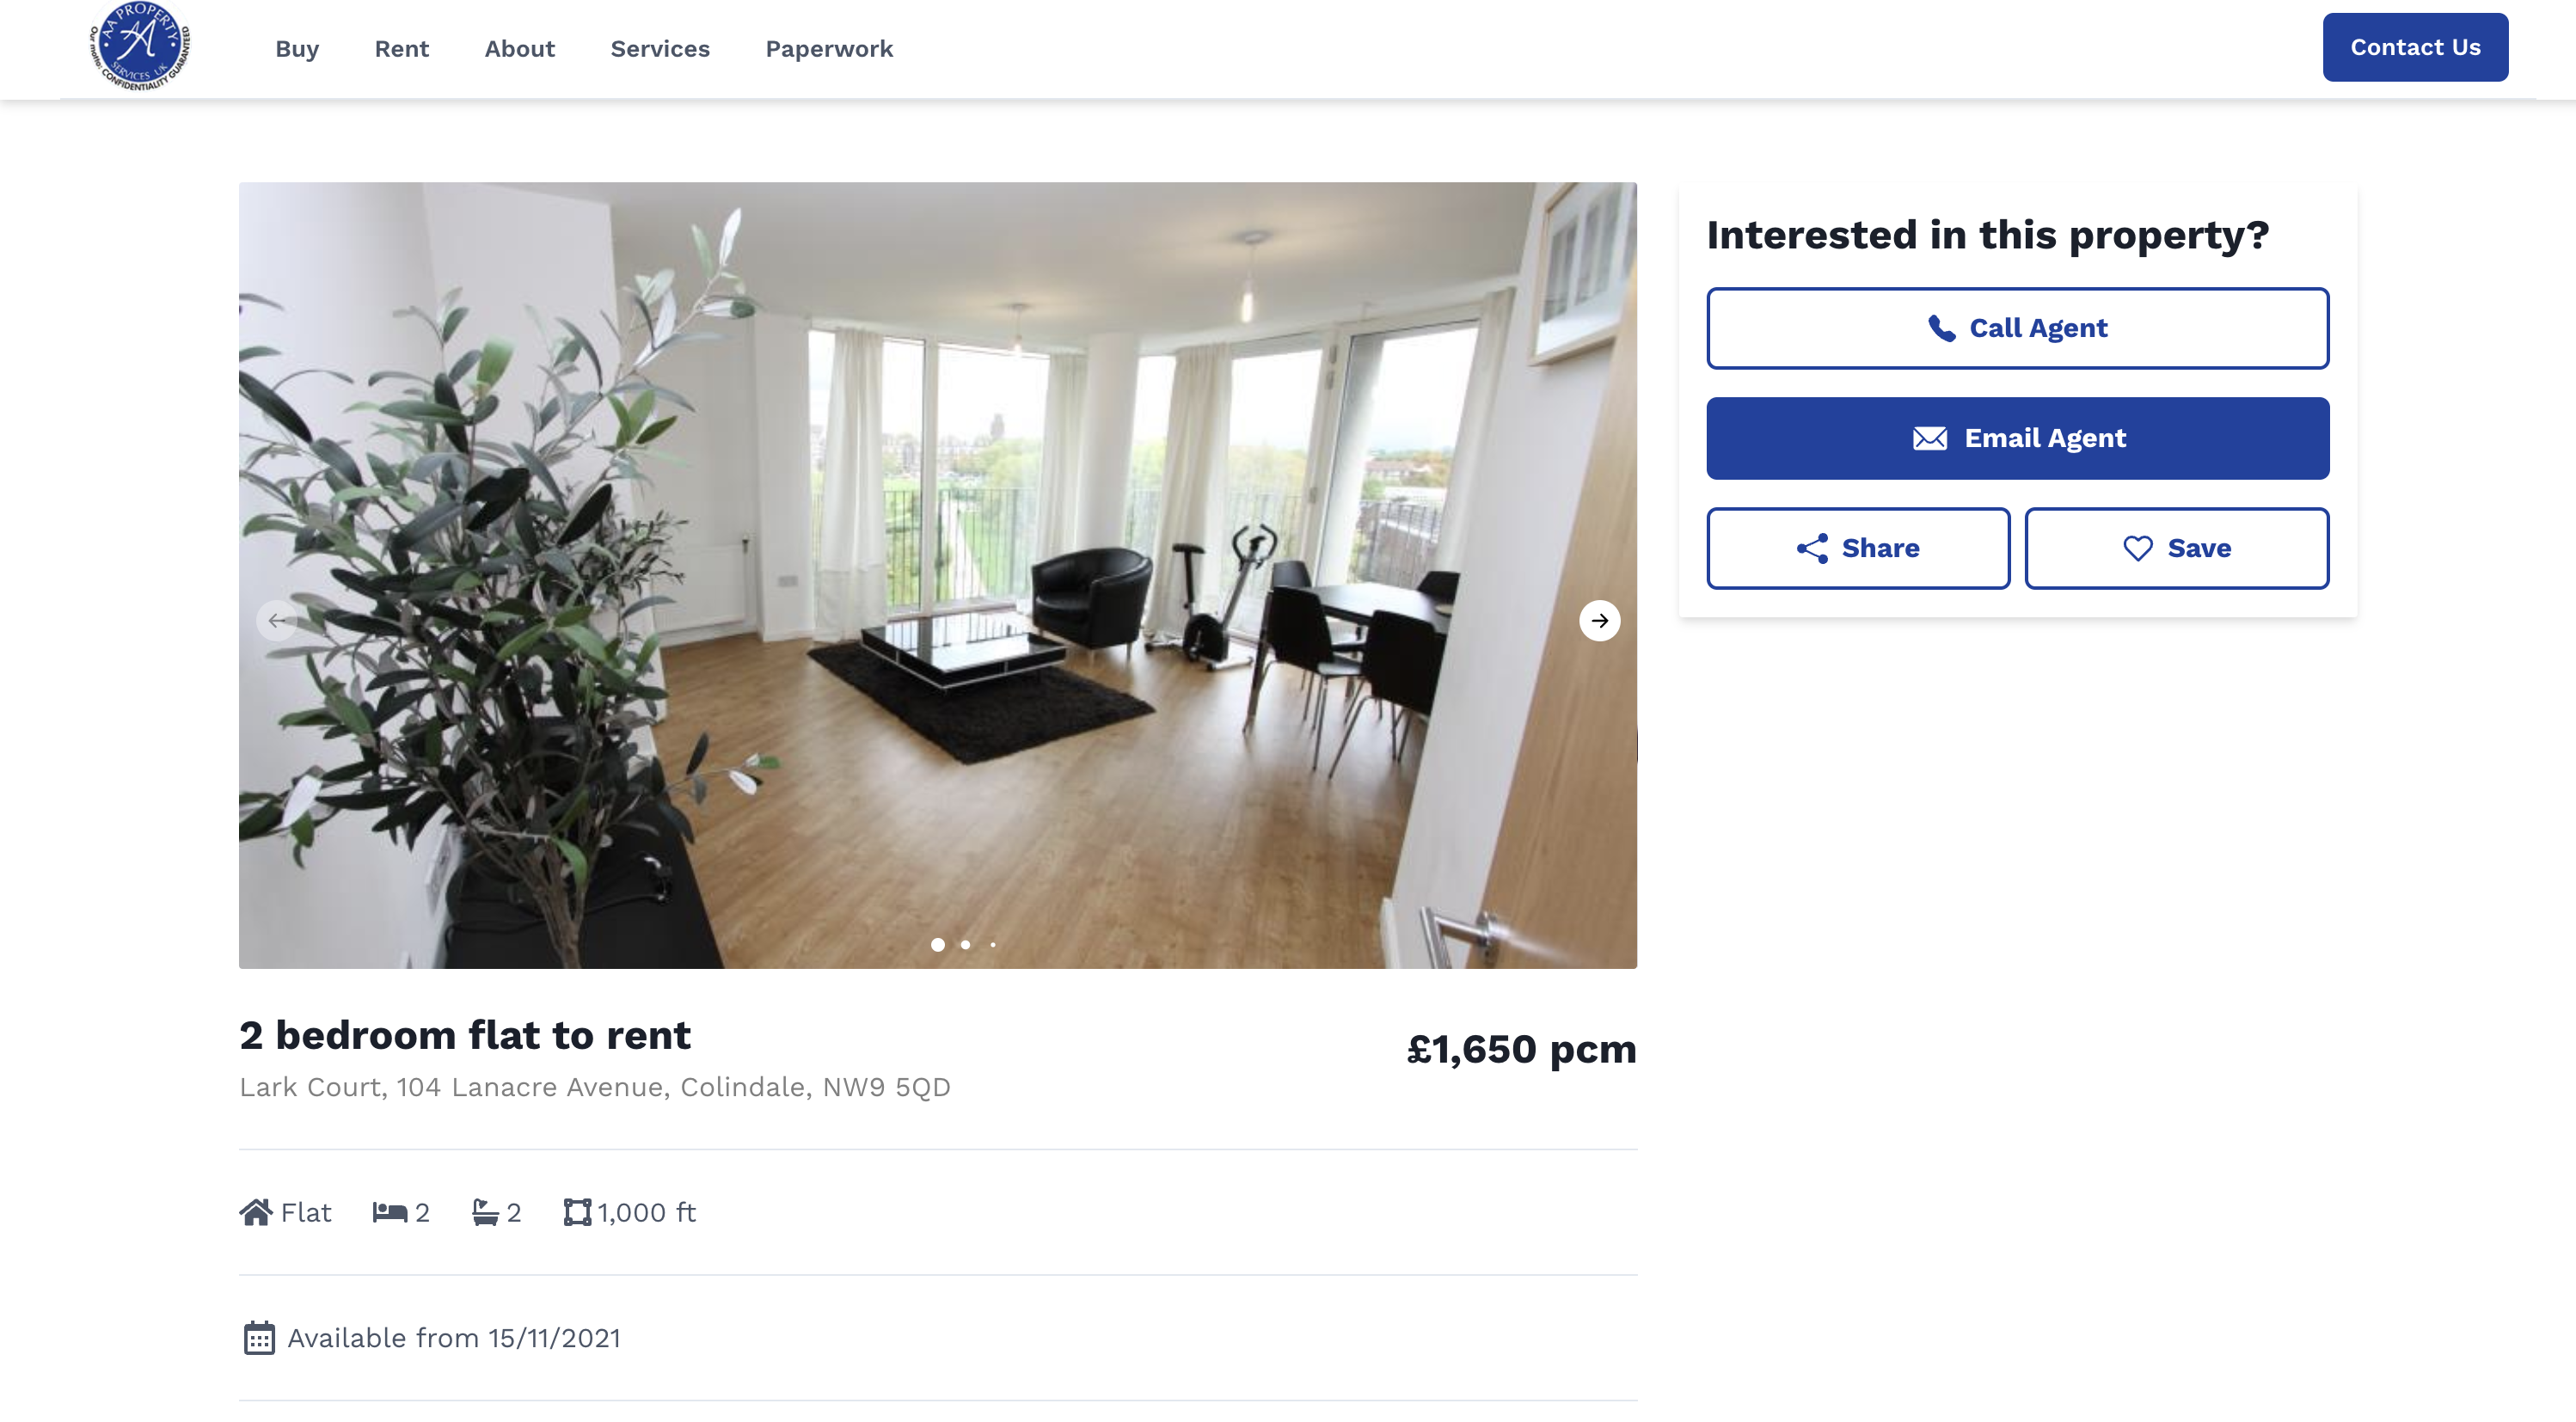 AA PROPERTY
SERVICES UK
Our motto: CONFIDENTIALITY GUARANTEED
Buy
Rent
About
Services
Paperwork
Contact Us
Interested in this property?
Call Agent
Email Agent
Share
Save
2 bedroom flat to rent
£1,650 pcm
Lark Court, 104 Lanacre Avenue, Colindale, NW9 5QD
Flat
2
2
1,000 ft
Available from 15/11/2021